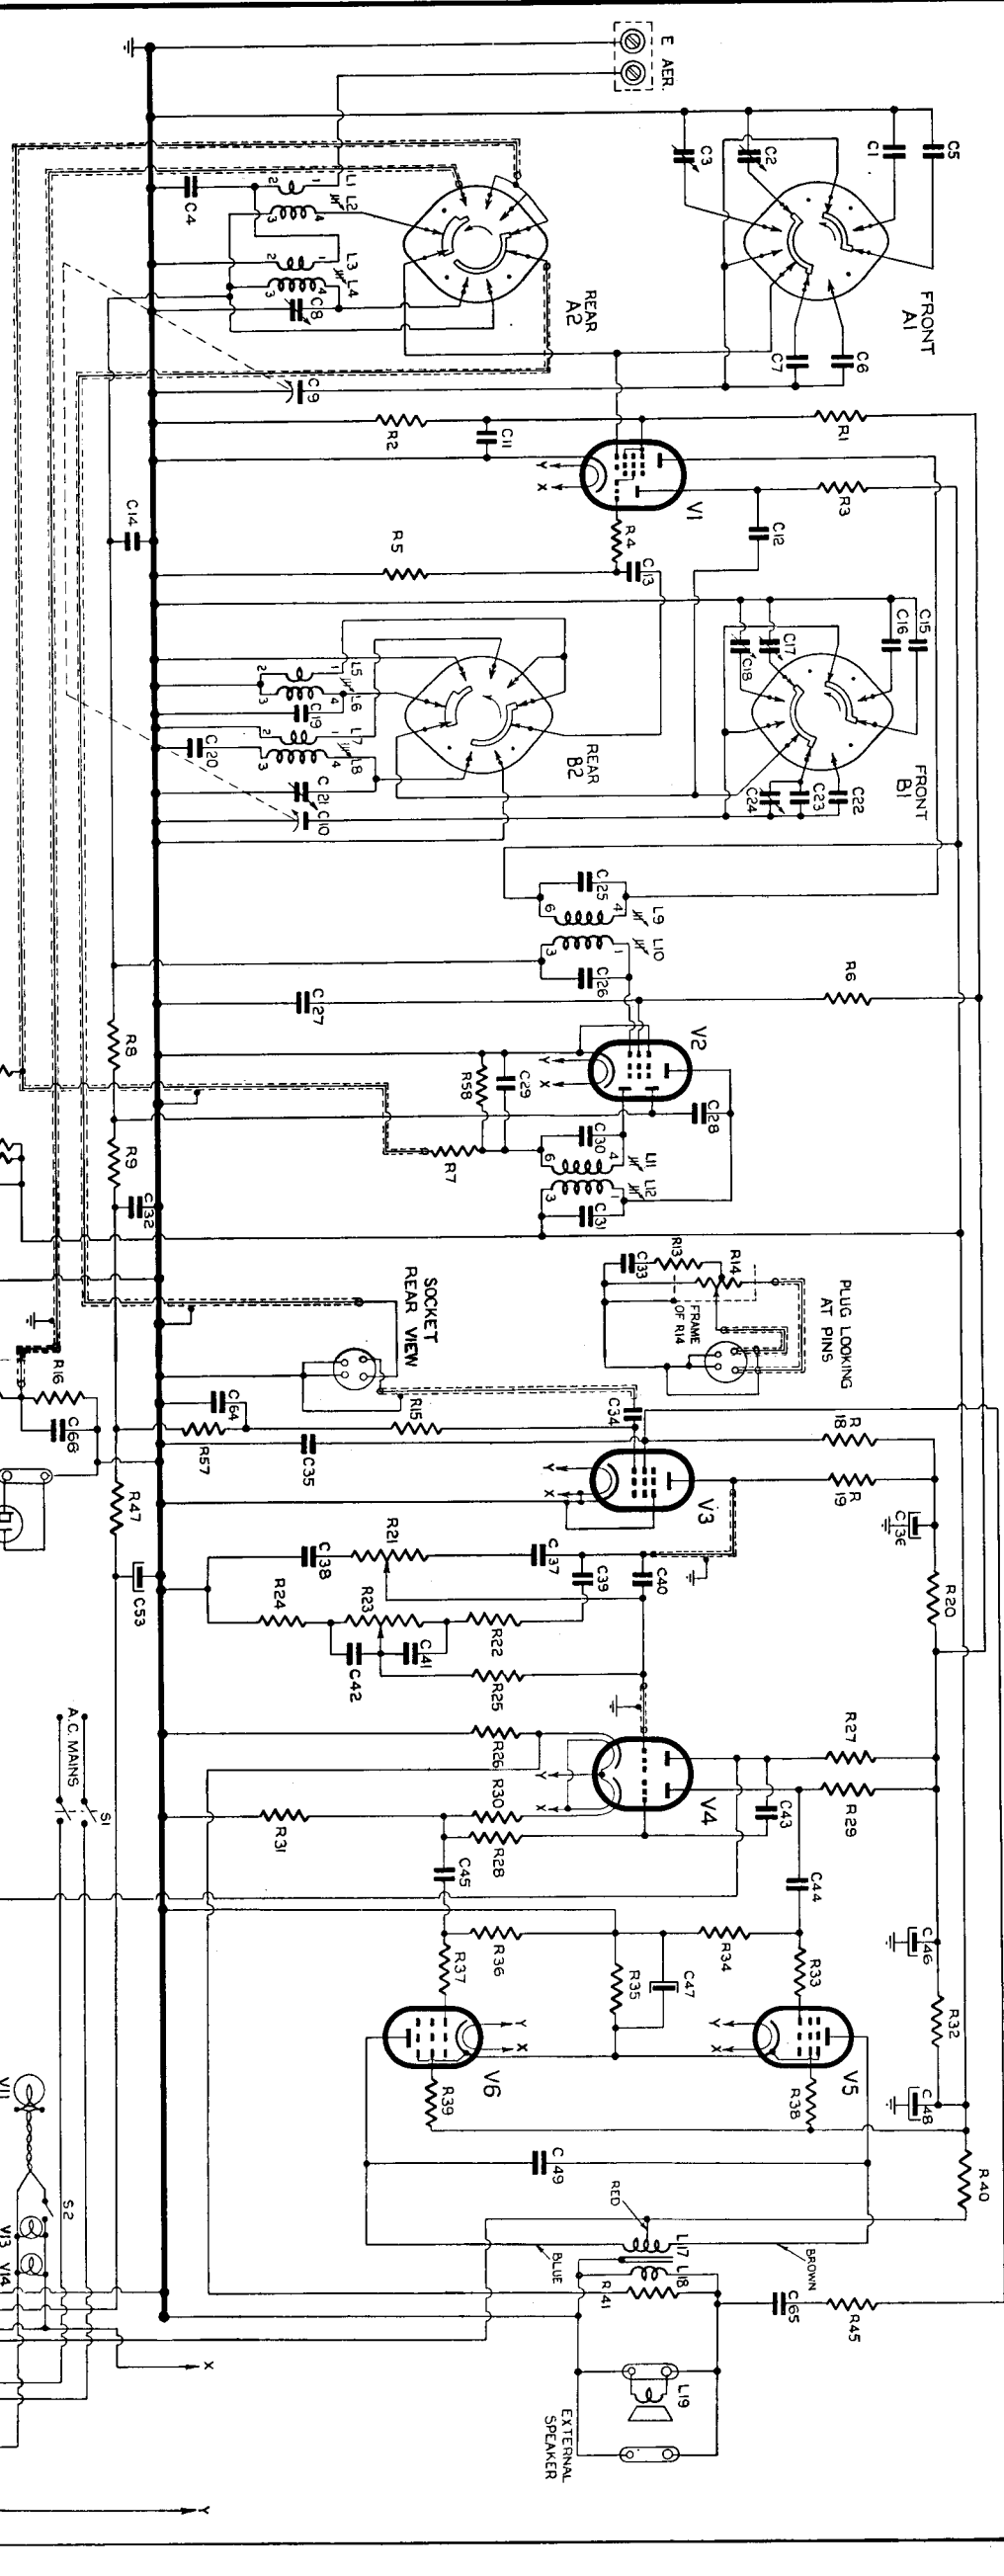 E AER.
C5
C1
C2
C3
FRONT
A1
C6
C7
L1
L2
C4
L3
L4
C8
REAR
A2
C9
R1
R2
C11
Y
X
V1
R3
C12
R4
C13
R5
C14
C15
C16
C17
C18
FRONT
B1
C22
C23
C24
L5
L6
C19
L7
L8
C20
C21
C10
REAR
B2
C25
L9
L10
C26
R6
C27
V2
Y
X
R8
R58
C29
C28
R7
R9
C30
L11
L12
C31
C32
R13
R14
C33
FRAME
OF R14
PLUG LOOKING
AT PINS
SOCKET
REAR VIEW
R16
C66
C64
R57
R15
C34
C35
R18
R19
V3
Y
X
C36
R47
C53
C38
R21
C37
C39
C40
R20
R24
R23
R22
C41
C42
R25
A.C. MAINS
S1
R26
R30
R28
R31
Y
X
V4
R27
R29
C43
C45
C44
R36
R37
R35
C47
R34
R33
C46
R32
Y
X
V6
R39
Y
X
V5
R38
C48
V11
S2
V13
V14
C49
R40
RED
L17
L18
BLUE
BROWN
R41
C65
R45
X
L19
EXTERNAL
SPEAKER
Y